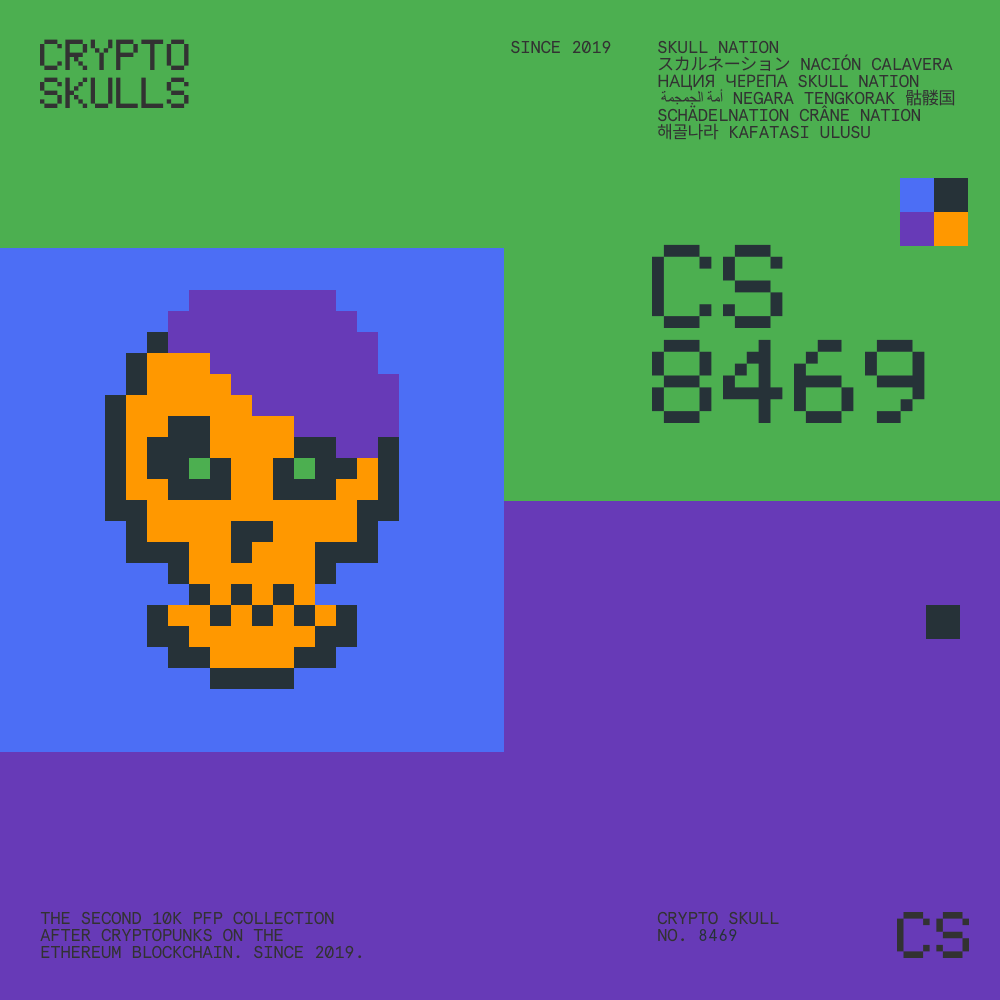 CRYPTO
SKULLS
SINCE 2019
SKULL NATION
スカルネーション NACIÓN CALAVERA
НАЦИЯ ЧЕРЕПА SKULL NATION
أمة الجمجمة NEGARA TENGKORAK 骷髅国
SCHÄDELNATION CRÂNE NATION
해골나라 KAFATASI ULUSU
CS
8469
THE SECOND 10K PFP COLLECTION
AFTER CRYPTOPUNKS ON THE
ETHEREUM BLOCKCHAIN. SINCE 2019.
CRYPTO SKULL
NO. 8469
CS